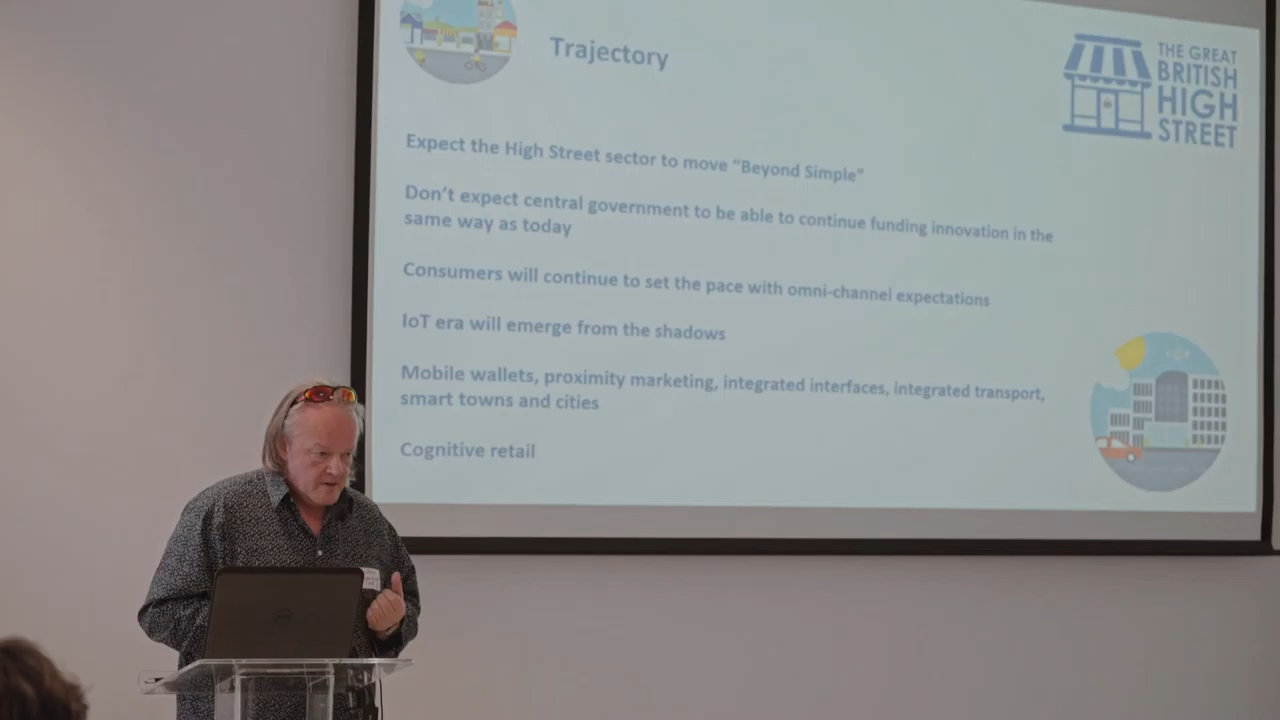 Trajectory
THE GREAT
BRITISH
HIGH
STREET
Expect the High Street sector to move “Beyond Simple”
Don’t expect central government to be able to continue funding innovation in the
same way as today
Consumers will continue to set the pace with omni-channel expectations
IoT era will emerge from the shadows
Mobile wallets, proximity marketing, integrated interfaces, integrated transport,
smart towns and cities
Cognitive retail